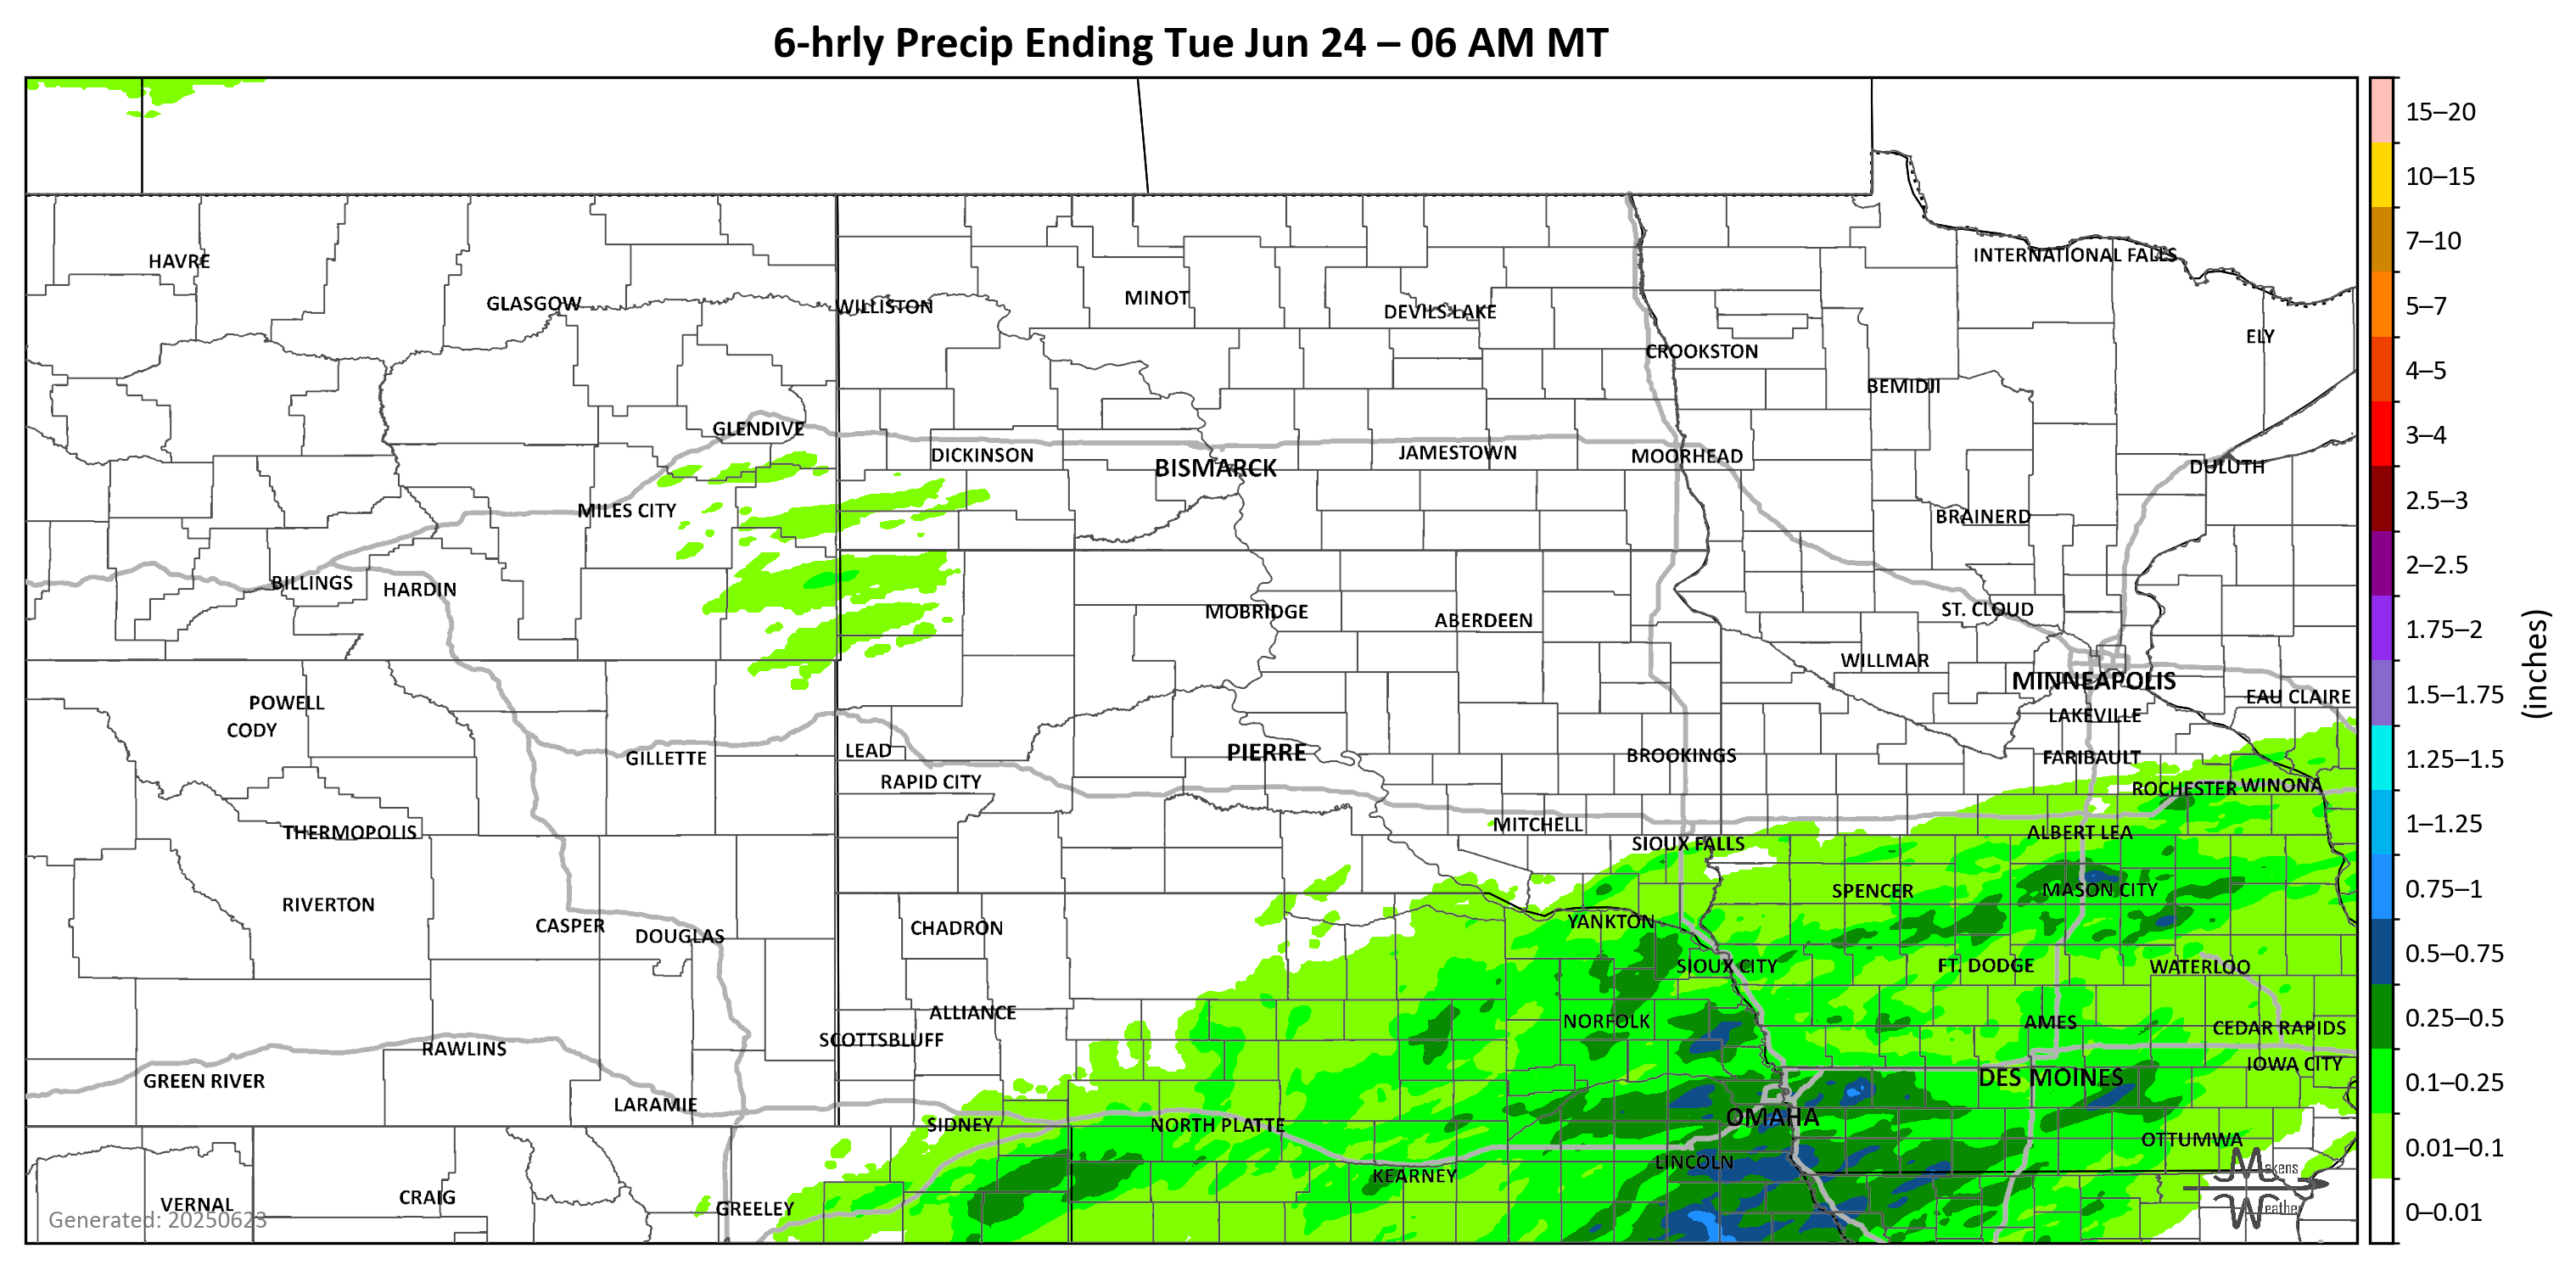 6-hrly Precip Ending Tue Jun 24 – 06 AM MT
15–20
10–15
7–10
5–7
4–5
3–4
2.5–3
2–2.5
1.75–2
1.5–1.75
1.25–1.5
1–1.25
0.75–1
0.5–0.75
0.25–0.5
0.1–0.25
0.01–0.1
0–0.01
(inches)
HAVRE
INTERNATIONAL FALLS
GLASGOW
WILLISTON
MINOT
DEVILS LAKE
ELY
CROOKSTON
BEMIDJI
GLENDIVE
DICKINSON
BISMARCK
JAMESTOWN
MOORHEAD
DULUTH
MILES CITY
BRAINERD
BILLINGS
HARDIN
MOBRIDGE
ABERDEEN
ST. CLOUD
WILLMAR
MINNEAPOLIS
EAU CLAIRE
POWELL
CODY
LAKEVILLE
GILLETTE
LEAD
PIERRE
BROOKINGS
FARIBAULT
RAPID CITY
ROCHESTER
WINONA
THERMOPOLIS
MITCHELL
SIOUX FALLS
ALBERT LEA
RIVERTON
SPENCER
MASON CITY
CASPER
DOUGLAS
CHADRON
YANKTON
SIOUX CITY
FT. DODGE
WATERLOO
ALLIANCE
NORFOLK
AMES
CEDAR RAPIDS
SCOTTSBLUFF
RAWLINS
IOWA CITY
GREEN RIVER
DES MOINES
LARAMIE
SIDNEY
NORTH PLATTE
OMAHA
OTTUMWA
LINCOLN
KEARNEY
VERNAL
CRAIG
GREELEY
Generated: 20250623
Makens
Weather